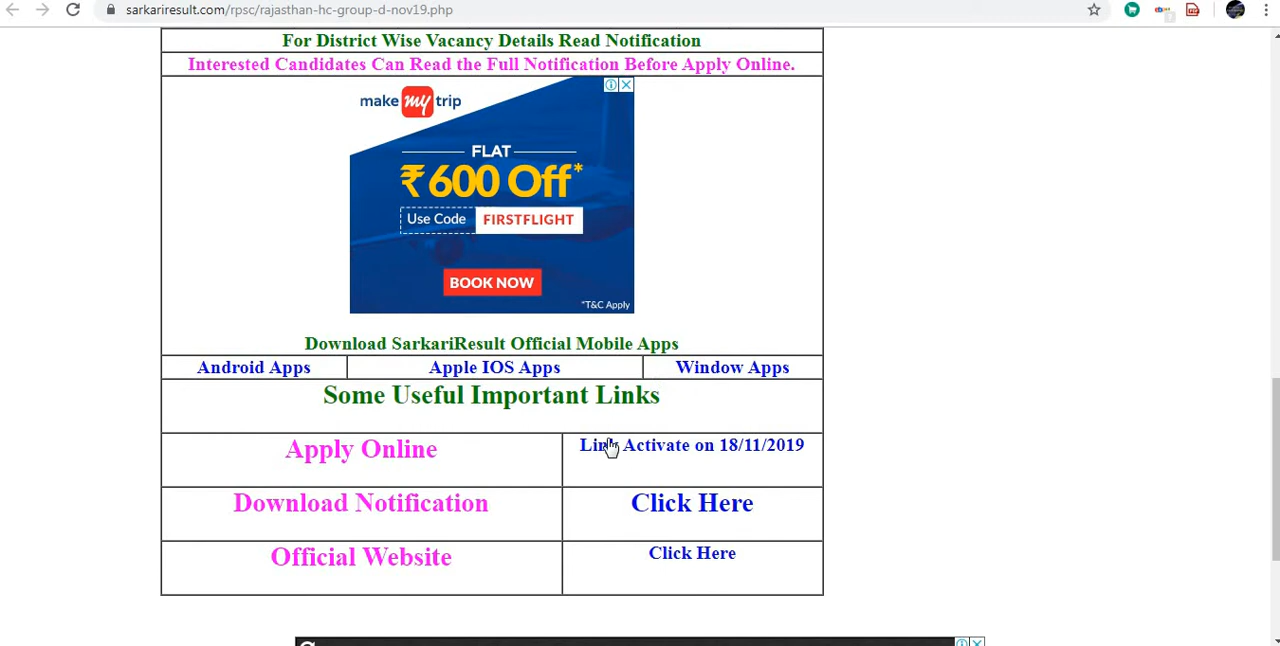 sarkariresult.com/rpsc/rajasthan-hc-group-d-nov19.php
For District Wise Vacancy Details Read Notification
Interested Candidates Can Read the Full Notification Before Apply Online.
make my trip
FLAT
₹600 Off*
Use Code FIRSTFLIGHT
BOOK NOW
*T&C Apply
Download SarkariResult Official Mobile Apps
Android Apps Apple IOS Apps Window Apps
Some Useful Important Links
Apply Online Link Activate on 18/11/2019
Download Notification Click Here
Official Website Click Here